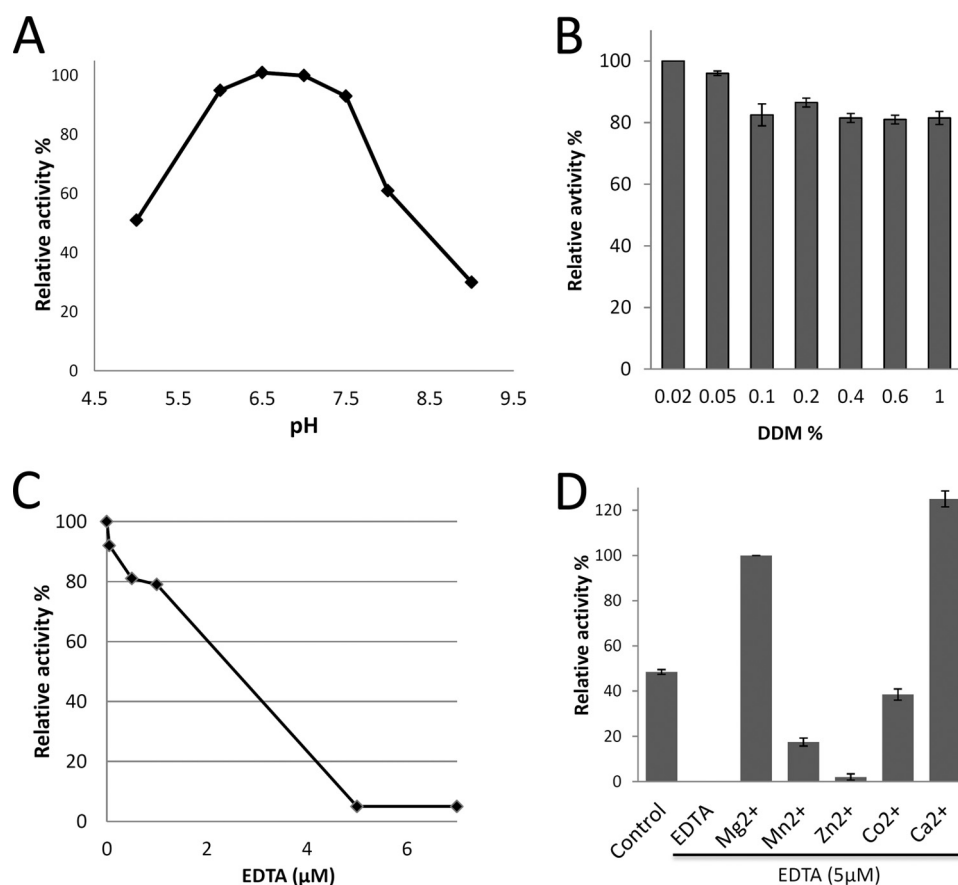 A
Relative activity %
100
80
60
40
20
0
4.5 5.5 6.5 7.5 8.5 9.5
pH
B
Relative avtivity %
100
80
60
40
20
0
0.02 0.05 0.1 0.2 0.4 0.6 1
DDM %
C
Relative activity %
100
80
60
40
20
0
0 2 4 6
EDTA (µM)
D
Relative activity %
120
100
80
60
40
20
0
Control EDTA Mg2+ Mn2+ Zn2+ Co2+ Ca2+
EDTA (5µM)